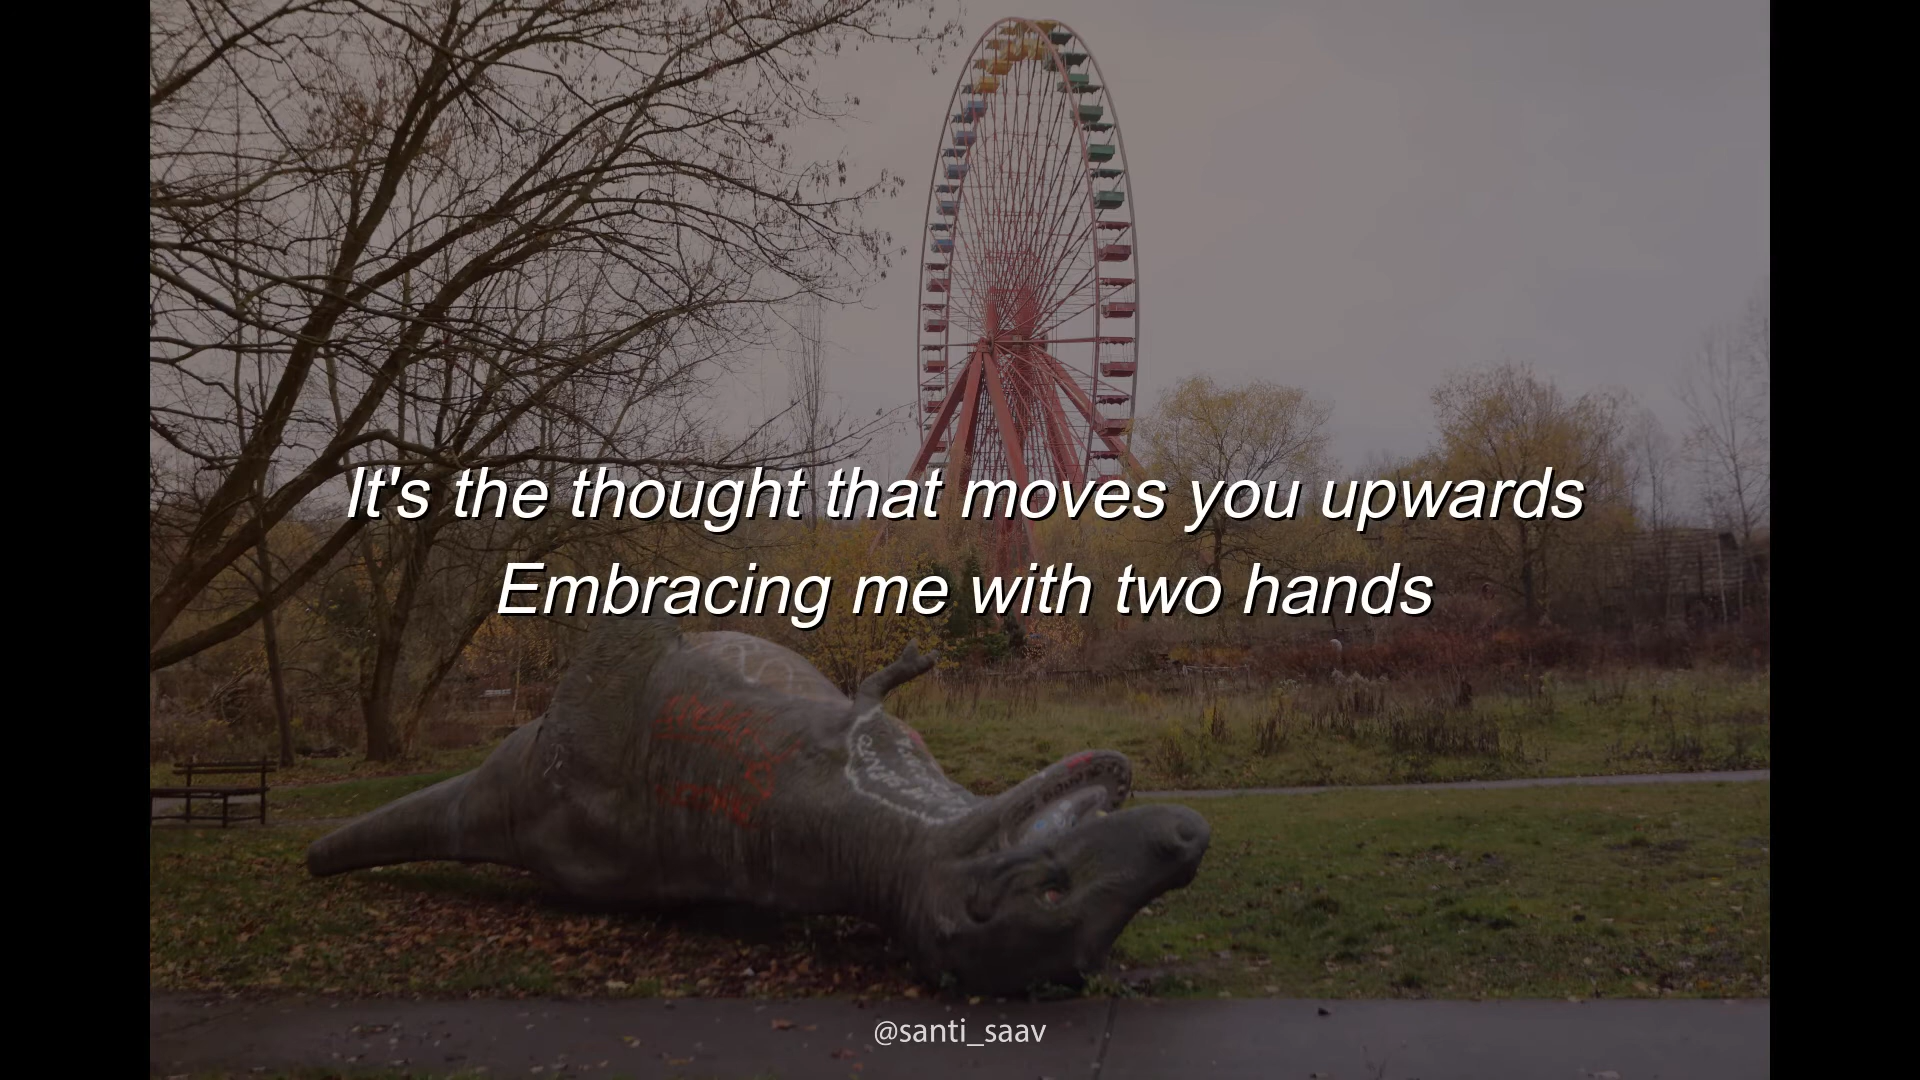 It's the thought that moves you upwards
Embracing me with two hands
@santi_saav